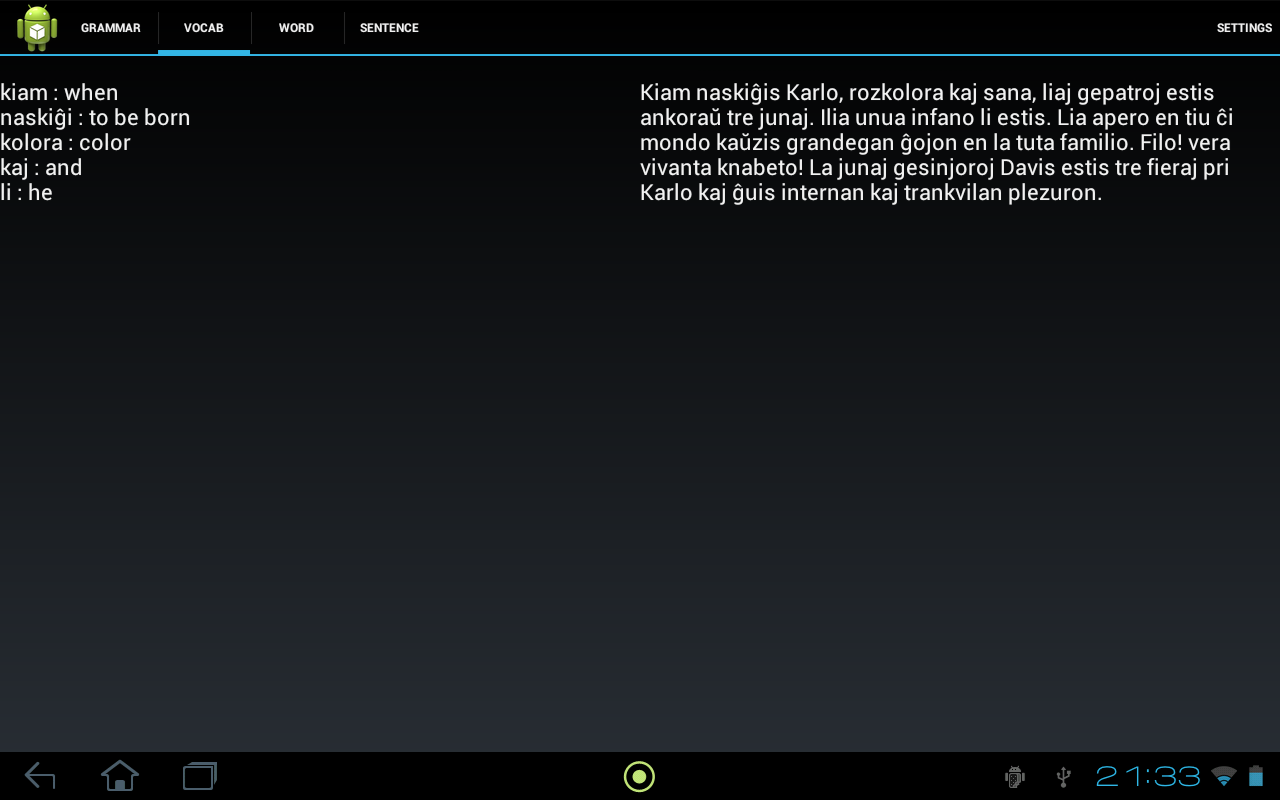 GRAMMAR VOCAB WORD SENTENCE SETTINGS
kiam : when
naskiĝi : to be born
kolora : color
kaj : and
li : he
Kiam naskiĝis Karlo, rozkolora kaj sana, liaj gepatroj estis
ankoraŭ tre junaj. Ilia unua infano li estis. Lia apero en tiu ĉi
mondo kaŭzis grandegan ĝojon en la tuta familio. Filo! vera
vivanta knabeto! La junaj gesinjoroj Davis estis tre fieraj pri
Karlo kaj ĝuis internan kaj trankvilan plezuron.
21:33